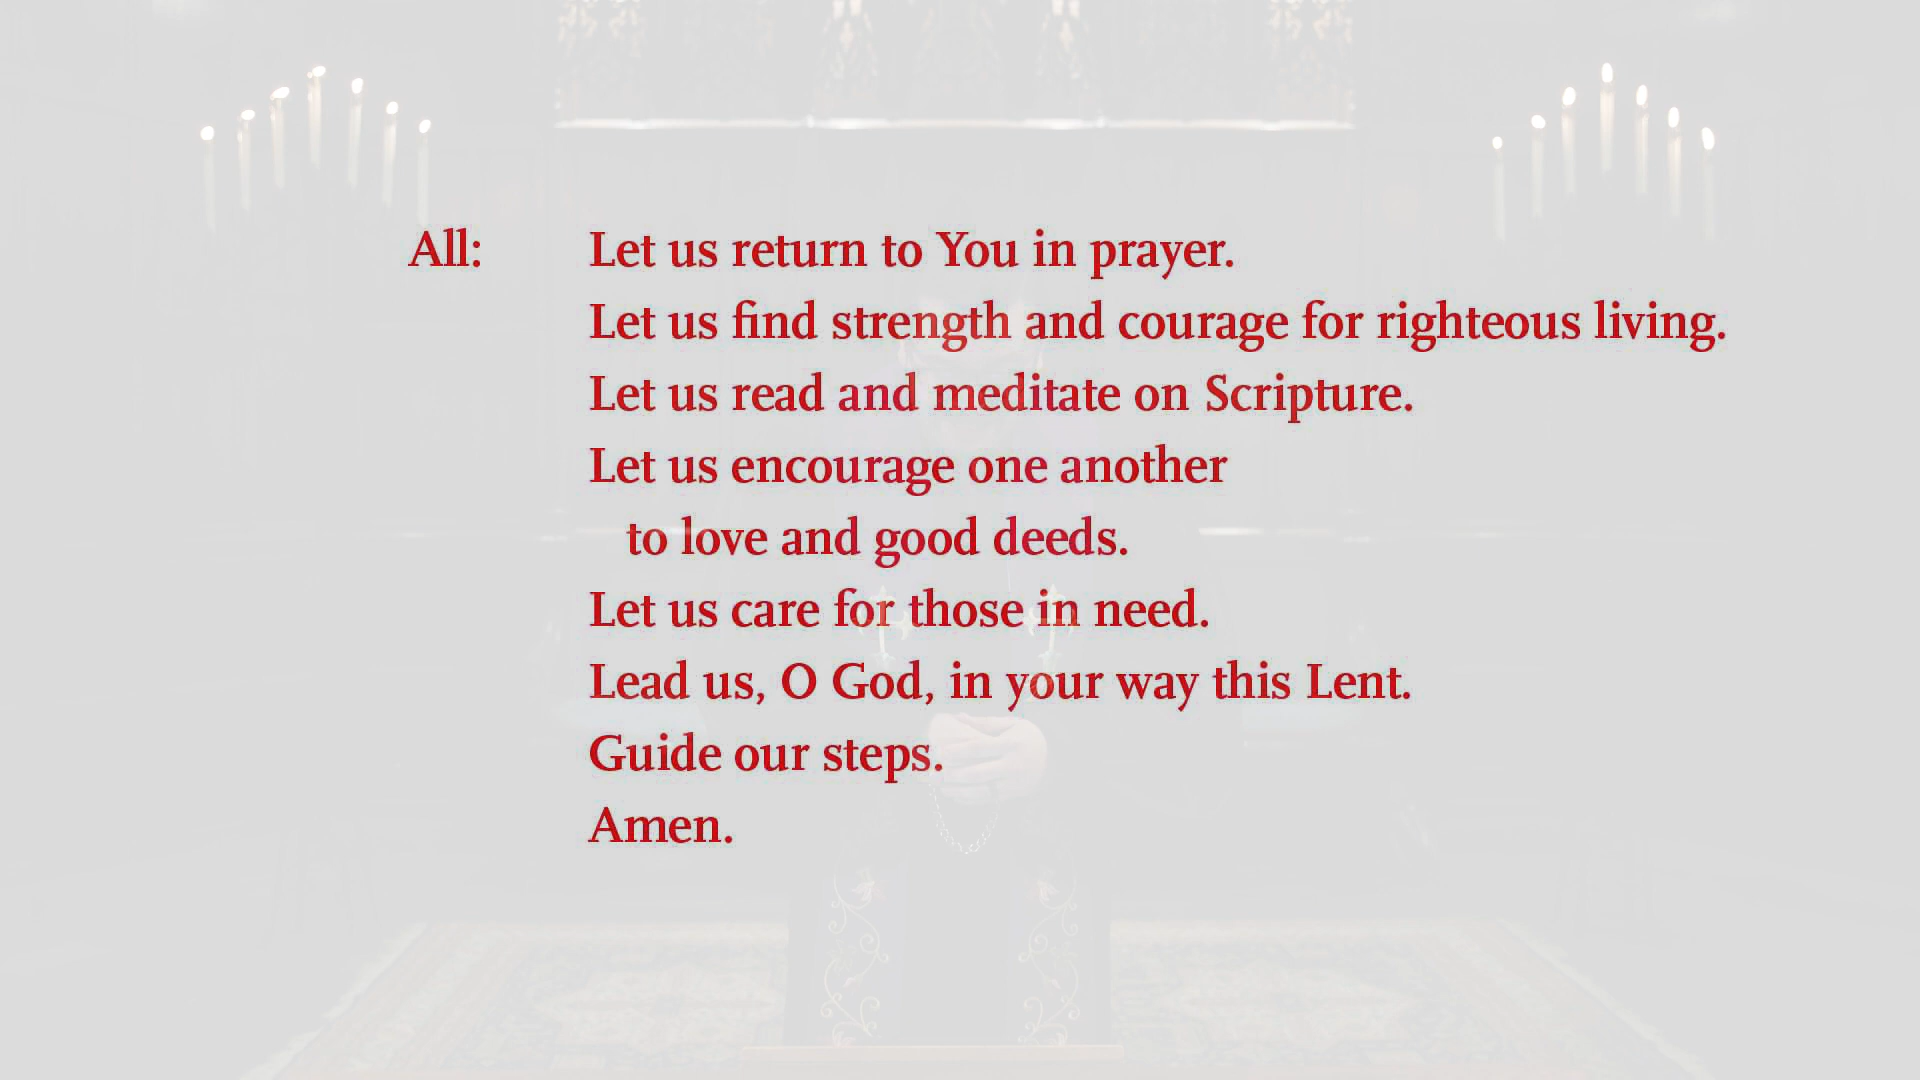 All: Let us return to You in prayer.
Let us find strength and courage for righteous living.
Let us read and meditate on Scripture.
Let us encourage one another
to love and good deeds.
Let us care for those in need.
Lead us, O God, in your way this Lent.
Guide our steps.
Amen.